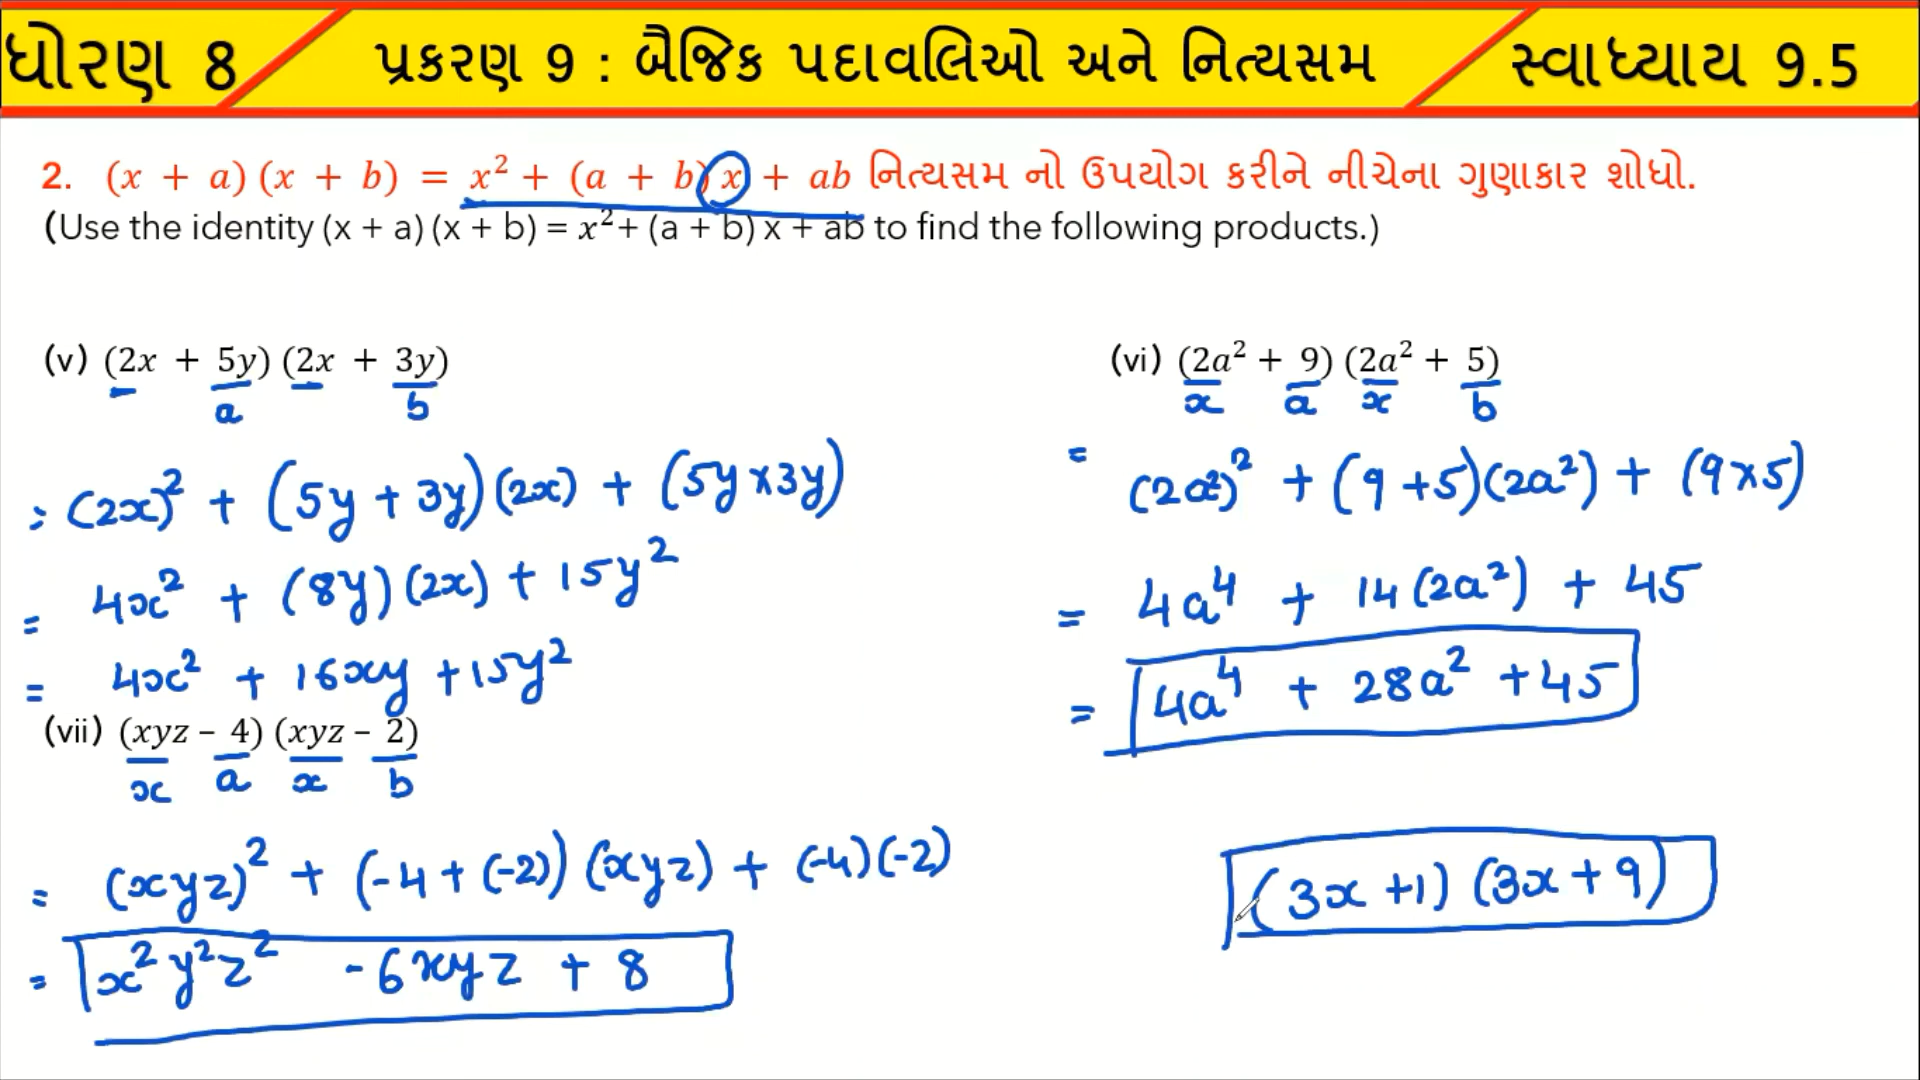 ધોરણ 8
પ્રકરણ 9 : બૈજિક પદાવલિઓ અને નિત્યસમ
સ્વાધ્યાય 9.5
2. (x + a) (x + b) = x² + (a + b) x + ab નિત્યસમ નો ઉપયોગ કરીને નીચેના ગુણાકાર શોધો.
(Use the identity (x + a) (x + b) = x² + (a + b) x + ab to find the following products.)
(v) (2x + 5y) (2x + 3y)
a b
= (2x)² + (5y + 3y) (2x) + (5y × 3y)
= 4x² + (8y) (2x) + 15y²
= 4x² + 16xy + 15y²
(vi) (2a² + 9) (2a² + 5)
x a x b
= (2a²)² + (9 + 5) (2a²) + (9 × 5)
= 4a⁴ + 14 (2a²) + 45
= 4a⁴ + 28a² + 45
(vii) (xyz – 4) (xyz – 2)
x a x b
= (xyz)² + (-4 + (-2)) (xyz) + (-4) (-2)
= x² y² z² - 6xyz + 8
(3x + 1) (3x + 9)